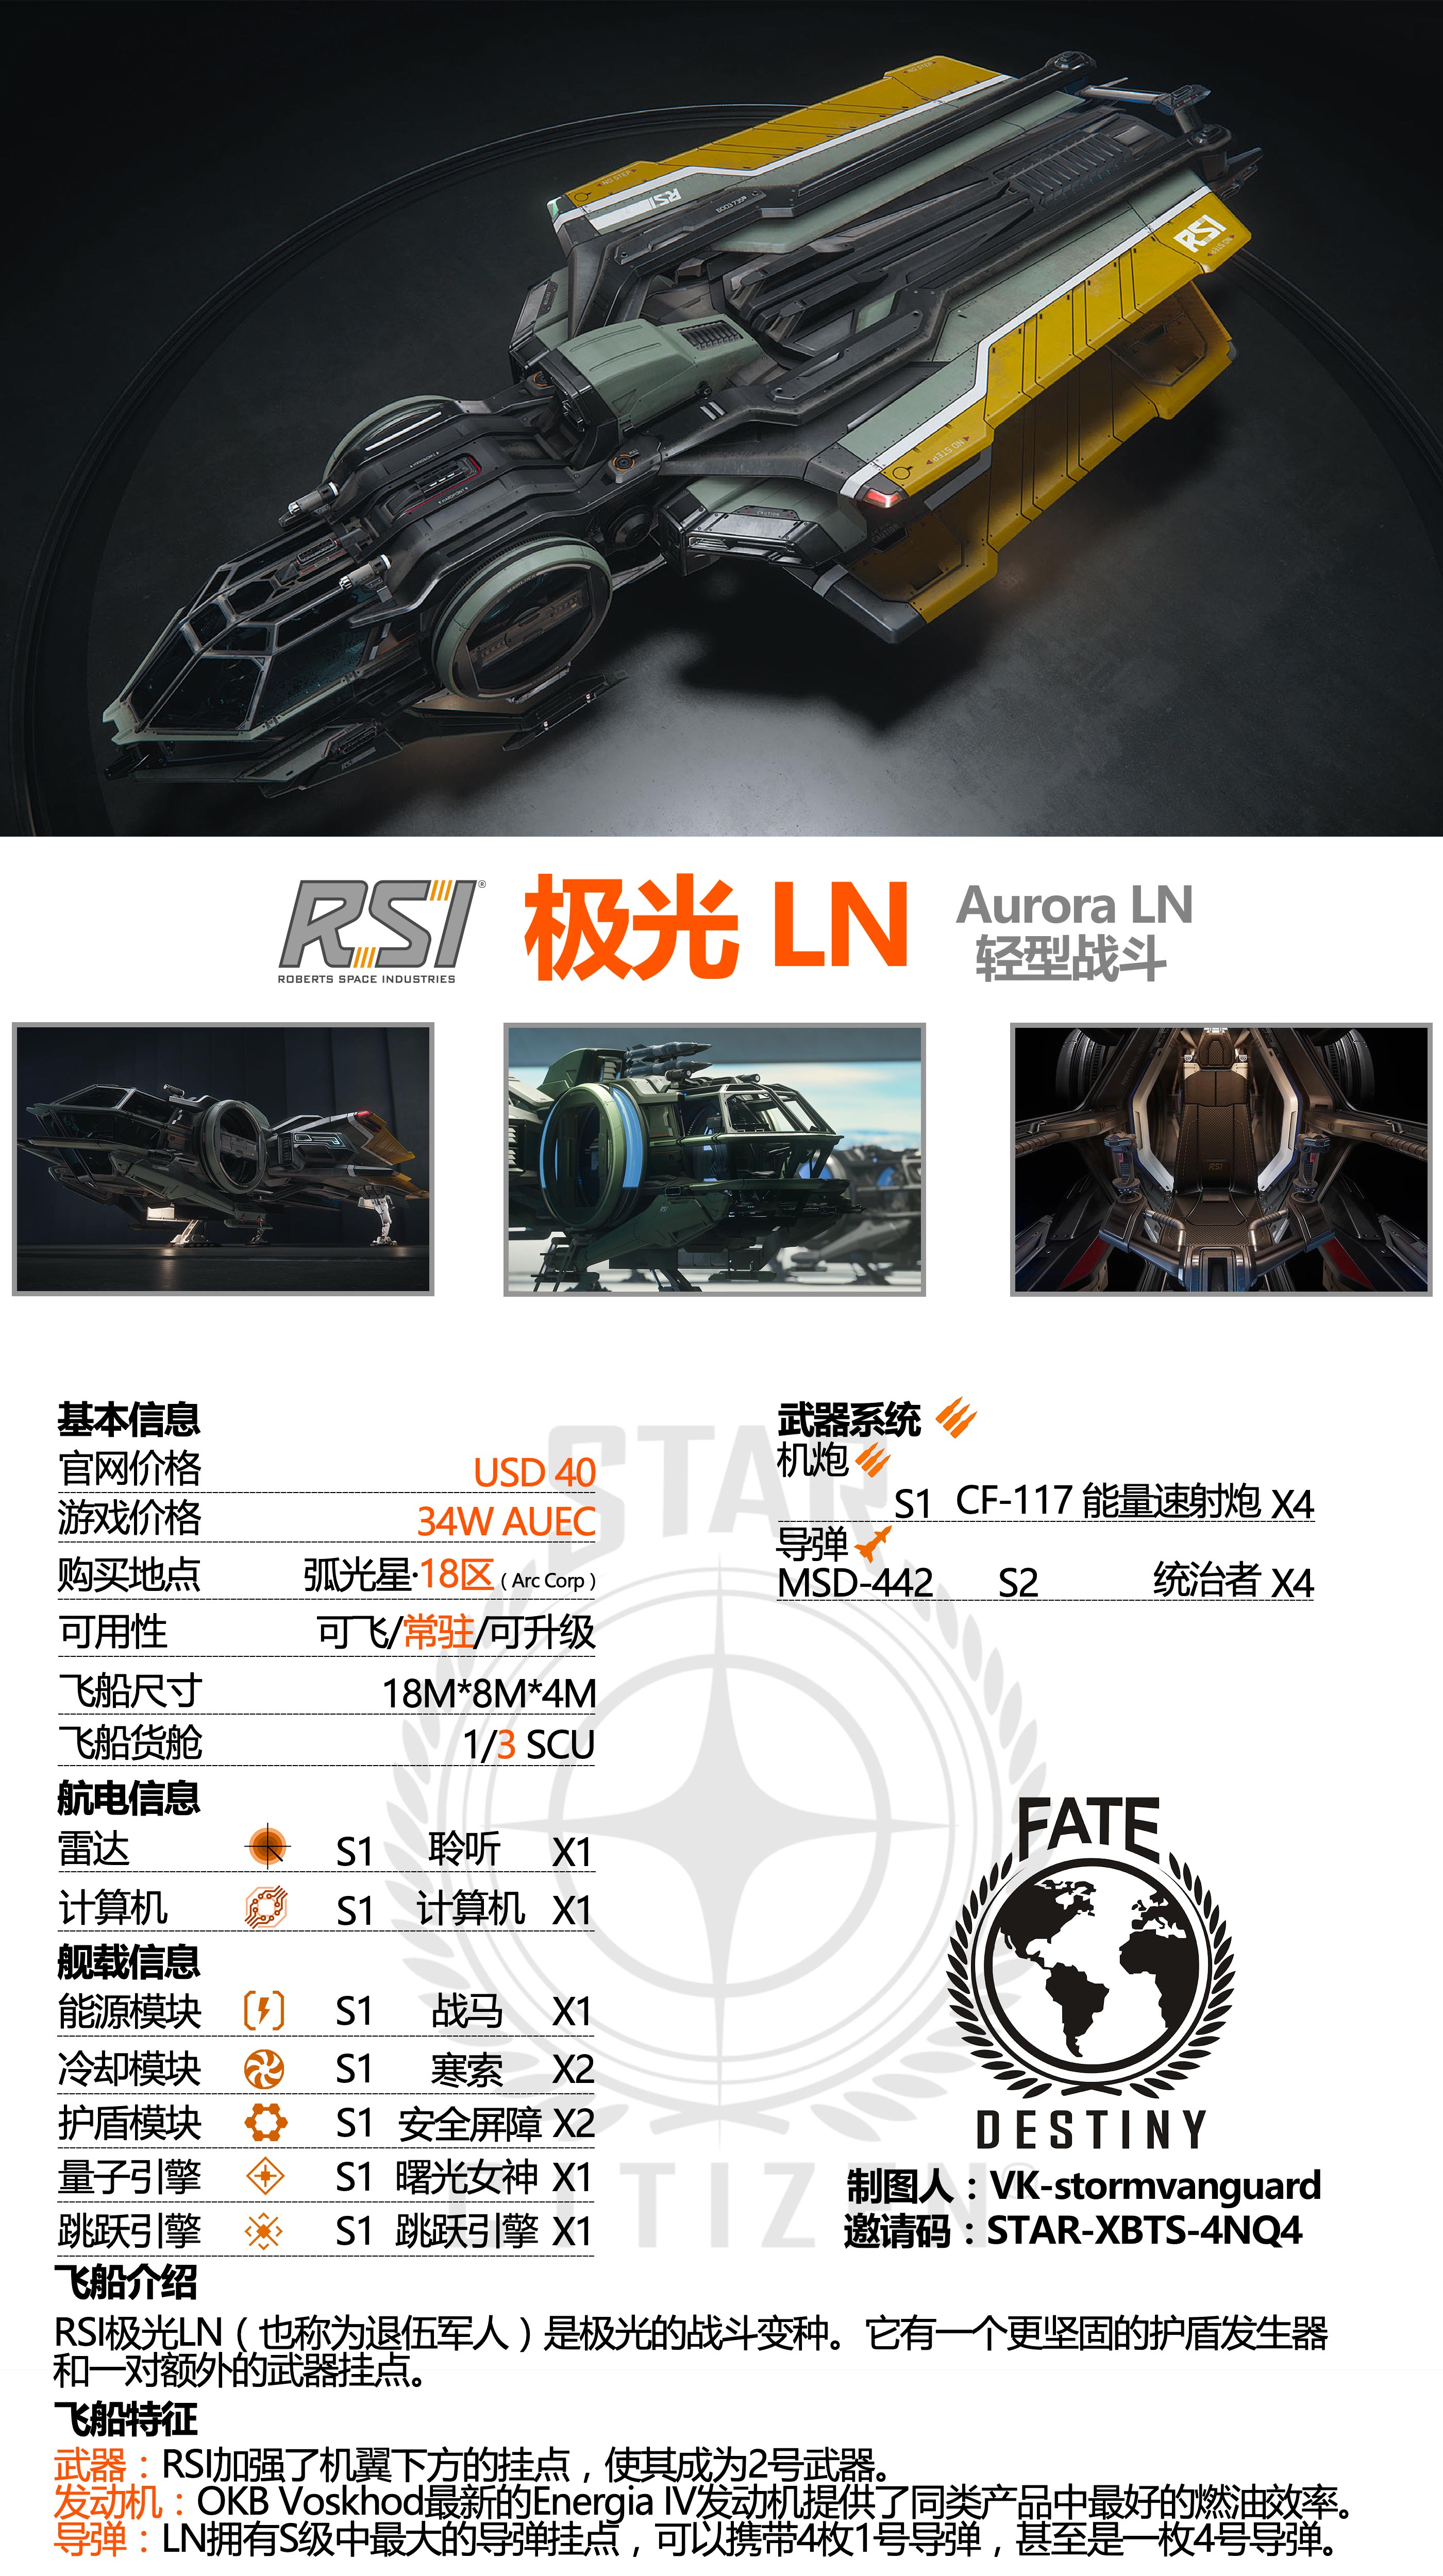 NO STEP
RSI
NO STEP
RSI
NO STEP
NO STEP
RSI®
ROBERTS SPACE INDUSTRIES
极光 LN
Aurora LN
轻型战斗
RSI
STAR
CITIZEN
基本信息
官网价格 USD 40
游戏价格 34W AUEC
购买地点 弧光星·18区 ( Arc Corp )
可用性 可飞/常驻/可升级
飞船尺寸 18M*8M*4M
飞船货舱 1/3 SCU
航电信息
雷达 S1 聆听 X1
计算机 S1 计算机 X1
舰载信息
能源模块 S1 战马 X1
冷却模块 S1 寒索 X2
护盾模块 S1 安全屏障 X2
量子引擎 S1 曙光女神 X1
跳跃引擎 S1 跳跃引擎 X1
武器系统
机炮
S1 CF-117 能量速射炮 X4
导弹
MSD-442 S2 统治者 X4
FATE
DESTINY
制图人：VK-stormvanguard
邀请码：STAR-XBTS-4NQ4
飞船介绍
RSI极光LN（也称为退伍军人）是极光的战斗变种。它有一个更坚固的护盾发生器
和一对额外的武器挂点。
飞船特征
武器：RSI加强了机翼下方的挂点，使其成为2号武器。
发动机：OKB Voskhod最新的Energia IV发动机提供了同类产品中最好的燃油效率。
导弹：LN拥有S级中最大的导弹挂点，可以携带4枚1号导弹，甚至是一枚4号导弹。